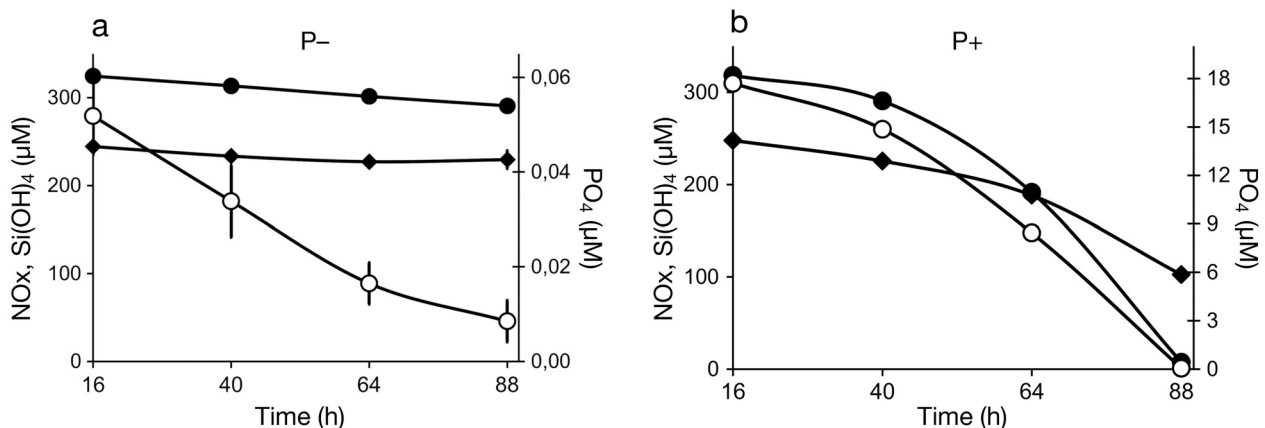 a
P–
300
200
100
0
NOx, Si(OH)4 (µM)
0,06
0,04
0,02
0,00
PO4 (µM)
16 40 64 88
Time (h)
b
P+
300
200
100
0
NOx, Si(OH)4 (µM)
18
15
12
9
6
3
0
PO4 (µM)
16 40 64 88
Time (h)